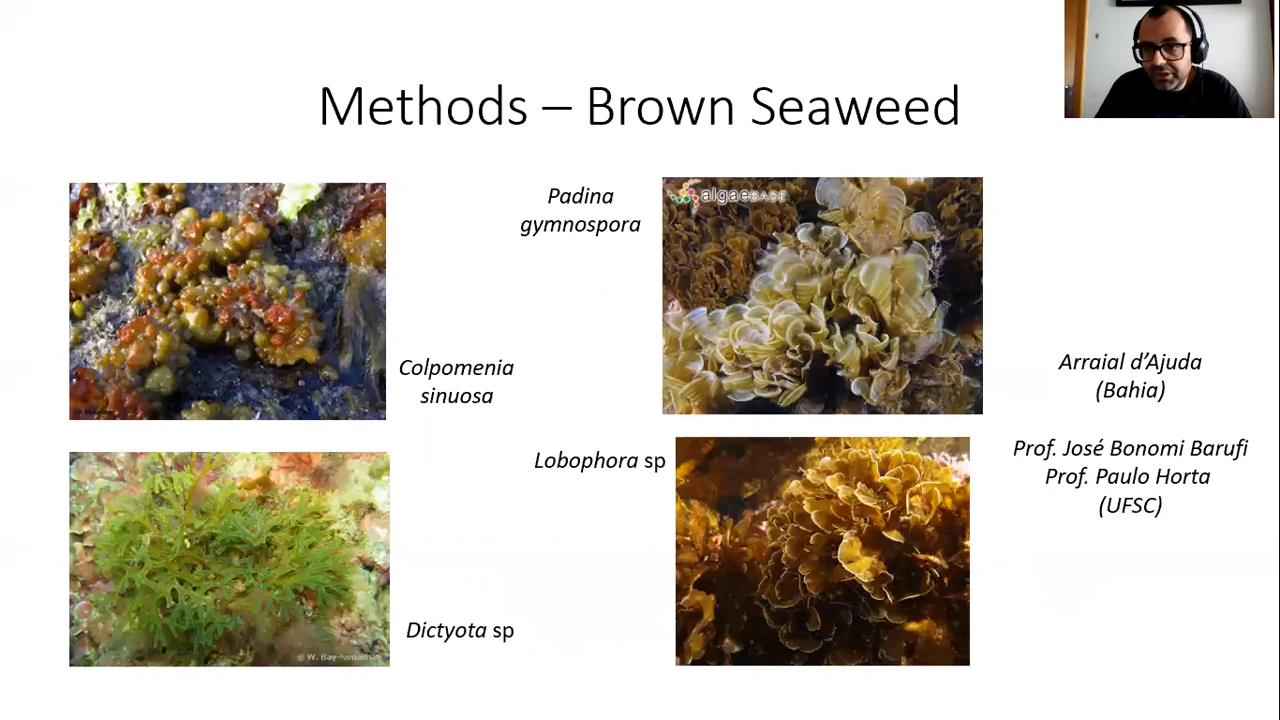 Methods – Brown Seaweed
Padina
gymnospora
algaeBASE
Colpomenia
sinuosa
Arraial d’Ajuda
(Bahia)
Prof. José Bonomi Barufi
Prof. Paulo Horta
(UFSC)
Lobophora sp
Dictyota sp